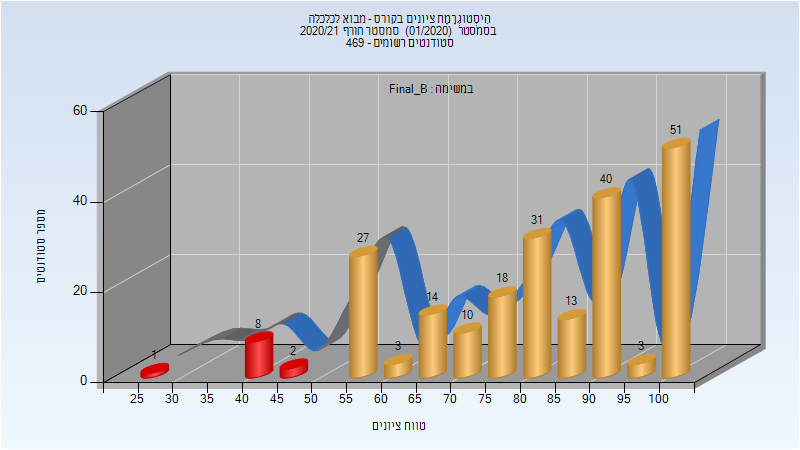 היסטוגרמת ציונים בקורס - מבוא לכלכלה
בסמסטר (01/2020) סמסטר חורף 2020/21
סטודנטים רשומים - 469
במשימה : Final_B
מספר סטודנטים
60
40
20
0
1
8
2
27
3
14
10
18
31
13
40
3
51
25 30 35 40 45 50 55 60 65 70 75 80 85 90 95 100
טווח ציונים